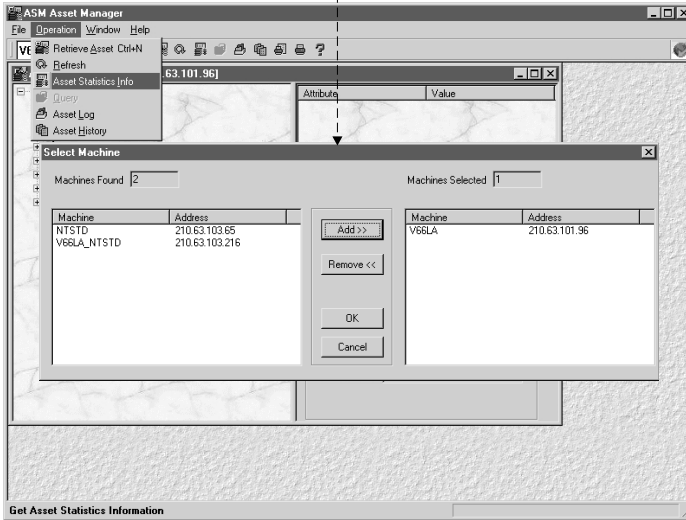 ASM Asset Manager
File Operation Window Help
Retrieve Asset Ctrl+N
Refresh
Asset Statistics Info
Query
Asset Log
Asset History
.63.101.96]
Attribute Value
Select Machine
Machines Found 2
Machines Selected 1
Machine Address
NTSTD 210.63.103.65
V66LA_NTSTD 210.63.103.216
Add >>
Remove <<
OK
Cancel
Machine Address
V66LA 210.63.101.96
Get Asset Statistics Information